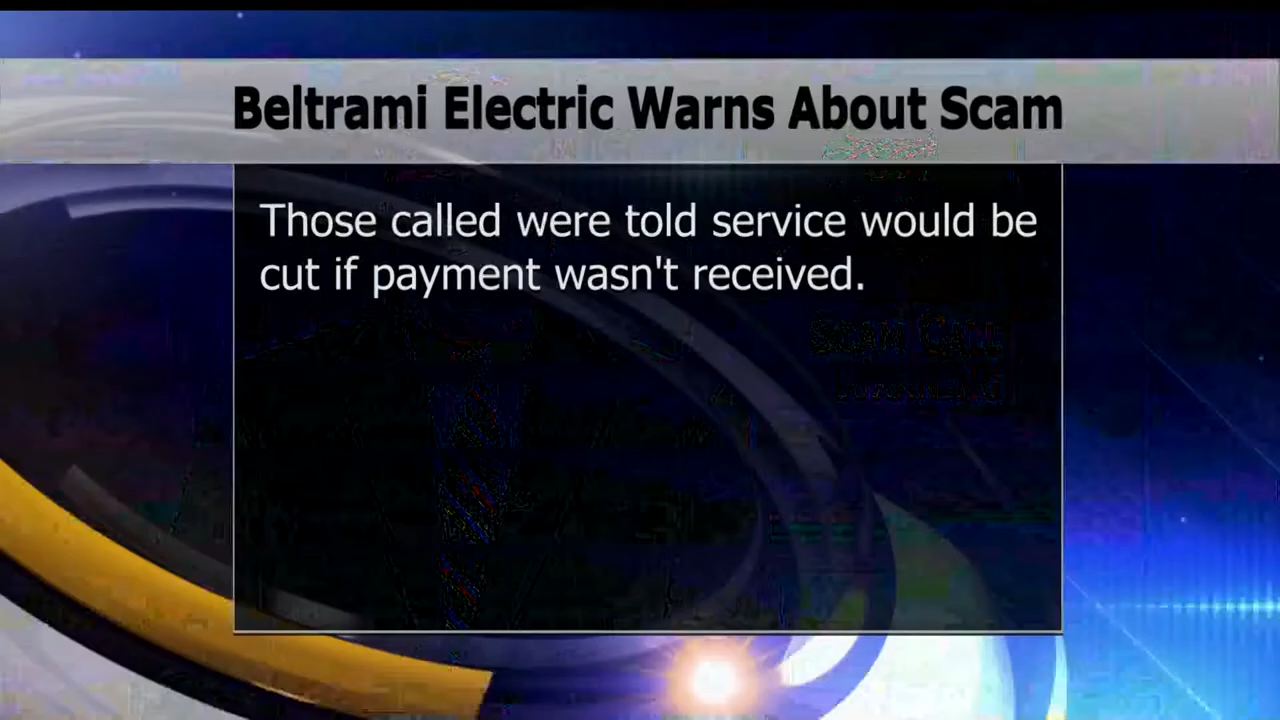 Beltrami Electric Warns About Scam
Those called were told service would be
cut if payment wasn't received.